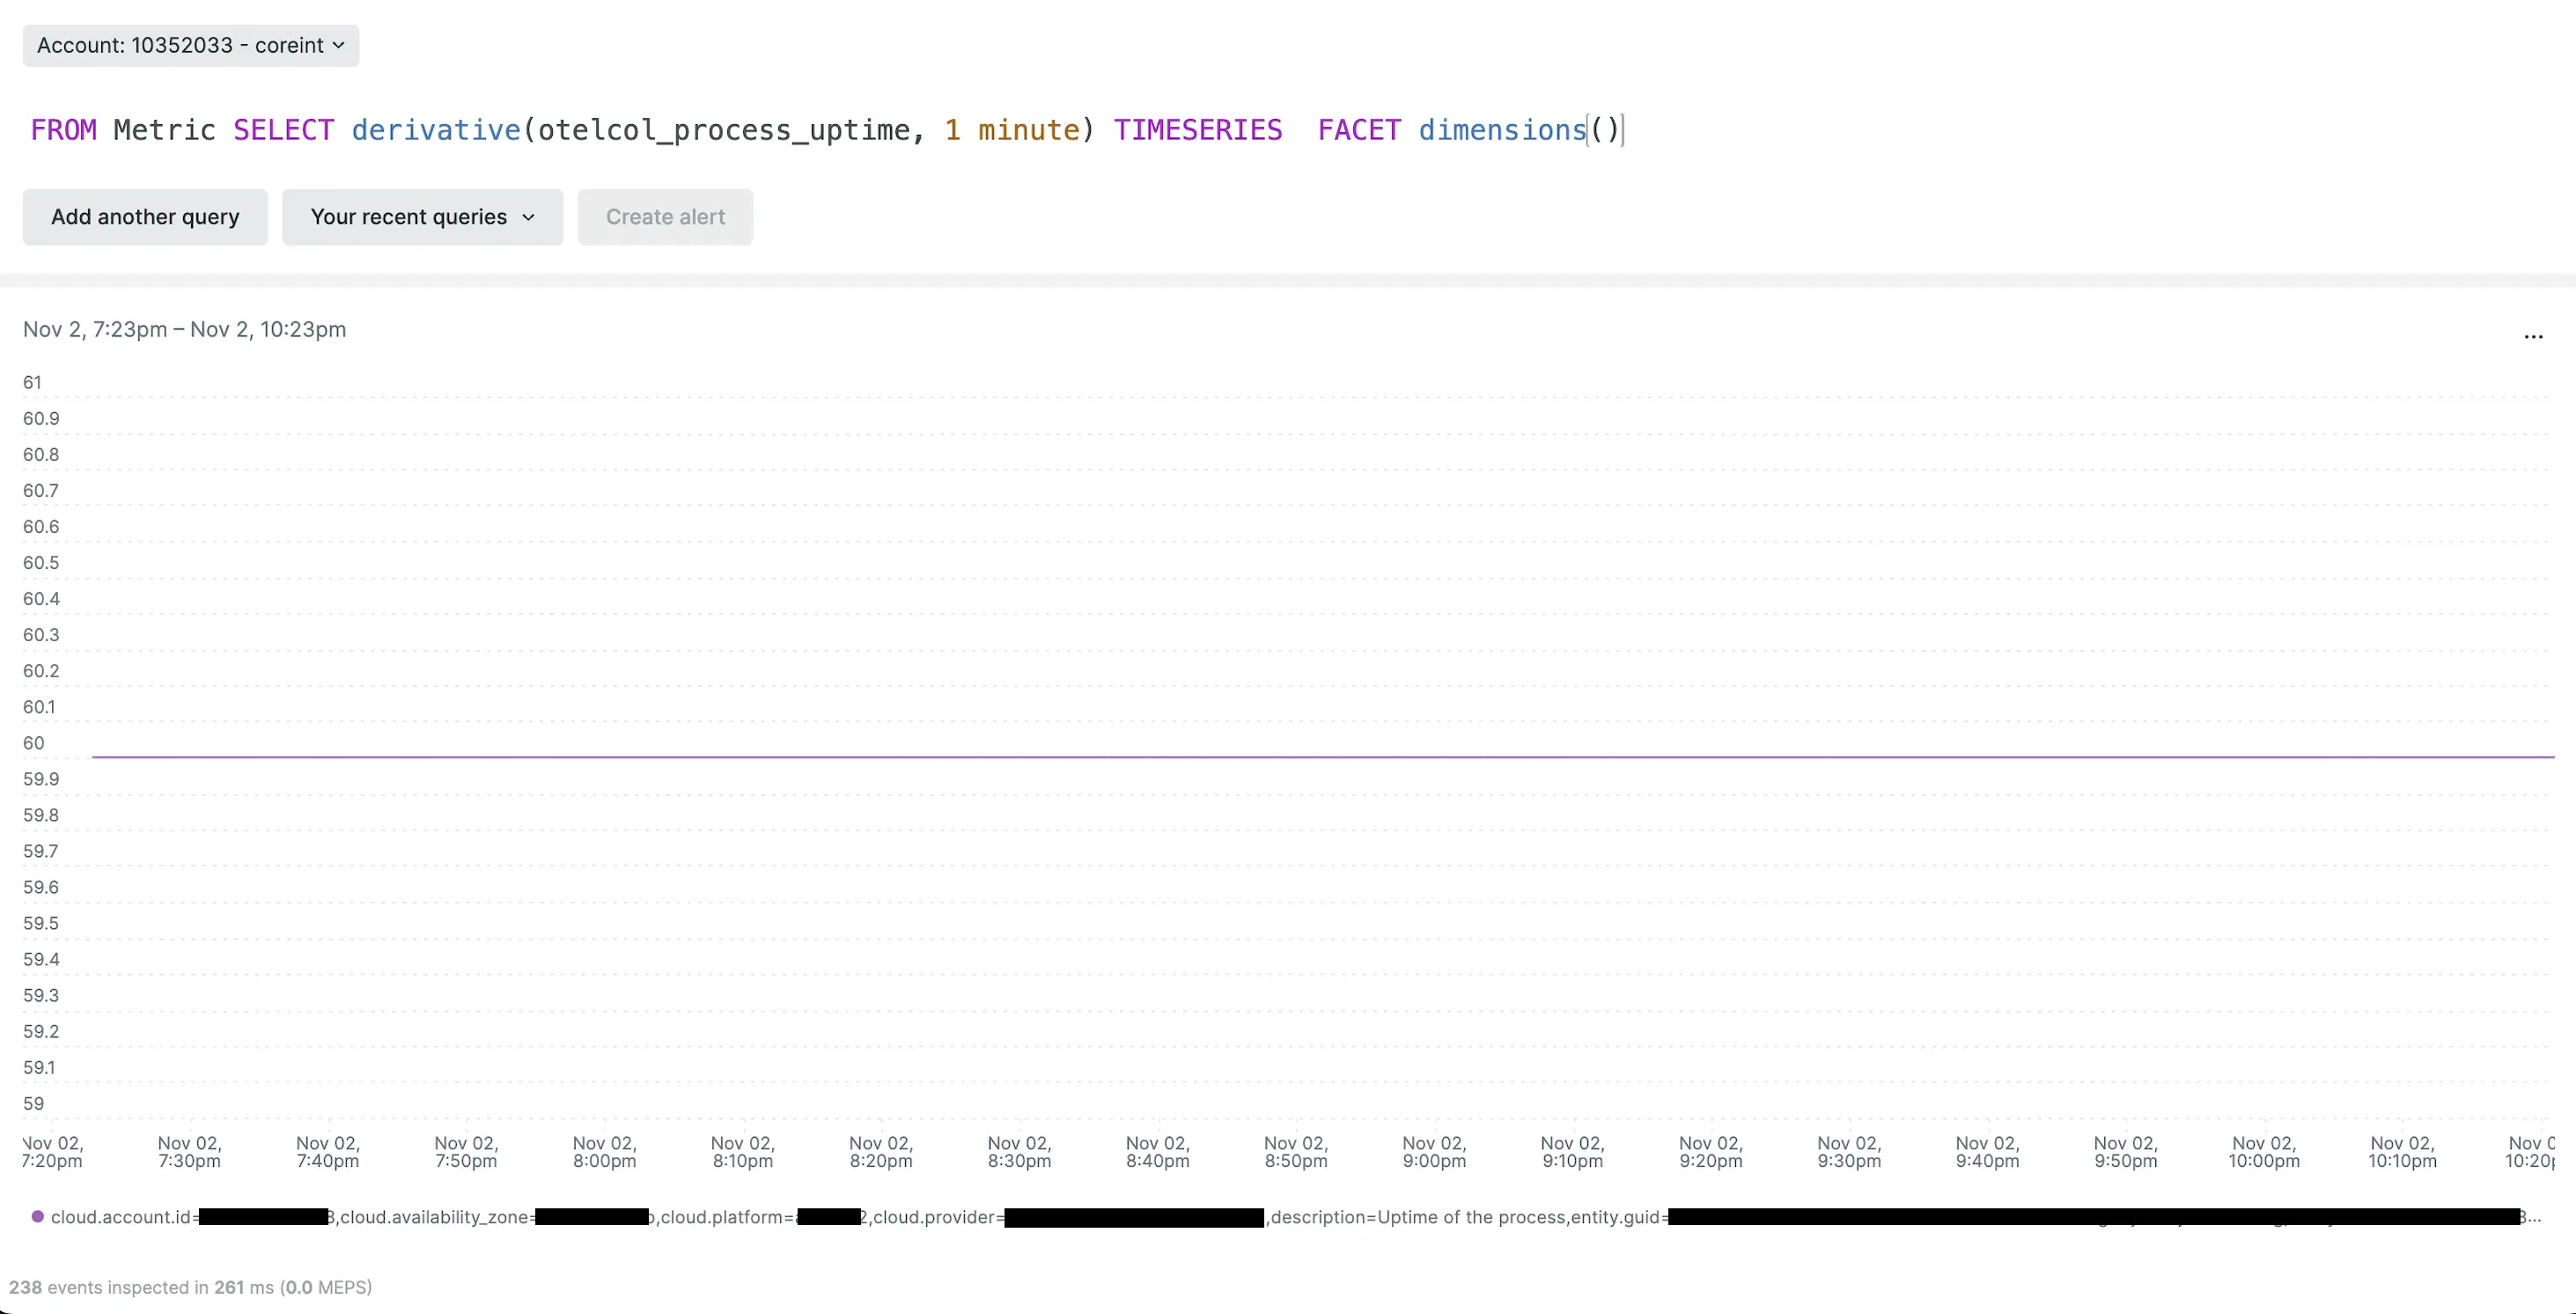 Account: 10352033 - coreint
FROM Metric SELECT derivative(otelcol_process_uptime, 1 minute) TIMESERIES  FACET dimensions()
Add another query
Your recent queries
Create alert
Nov 2, 7:23pm – Nov 2, 10:23pm
...
61
60.9
60.8
60.7
60.6
60.5
60.4
60.3
60.2
60.1
60
59.9
59.8
59.7
59.6
59.5
59.4
59.3
59.2
59.1
59
Nov 02, 7:20pm
Nov 02, 7:30pm
Nov 02, 7:40pm
Nov 02, 7:50pm
Nov 02, 8:00pm
Nov 02, 8:10pm
Nov 02, 8:20pm
Nov 02, 8:30pm
Nov 02, 8:40pm
Nov 02, 8:50pm
Nov 02, 9:00pm
Nov 02, 9:10pm
Nov 02, 9:20pm
Nov 02, 9:30pm
Nov 02, 9:40pm
Nov 02, 9:50pm
Nov 02, 10:00pm
Nov 02, 10:10pm
Nov 0 10:20p
cloud.account.id= ,cloud.availability_zone= ,cloud.platform= 2,cloud.provider= ,description=Uptime of the process,entity.guid= ...
238 events inspected in 261 ms (0.0 MEPS)